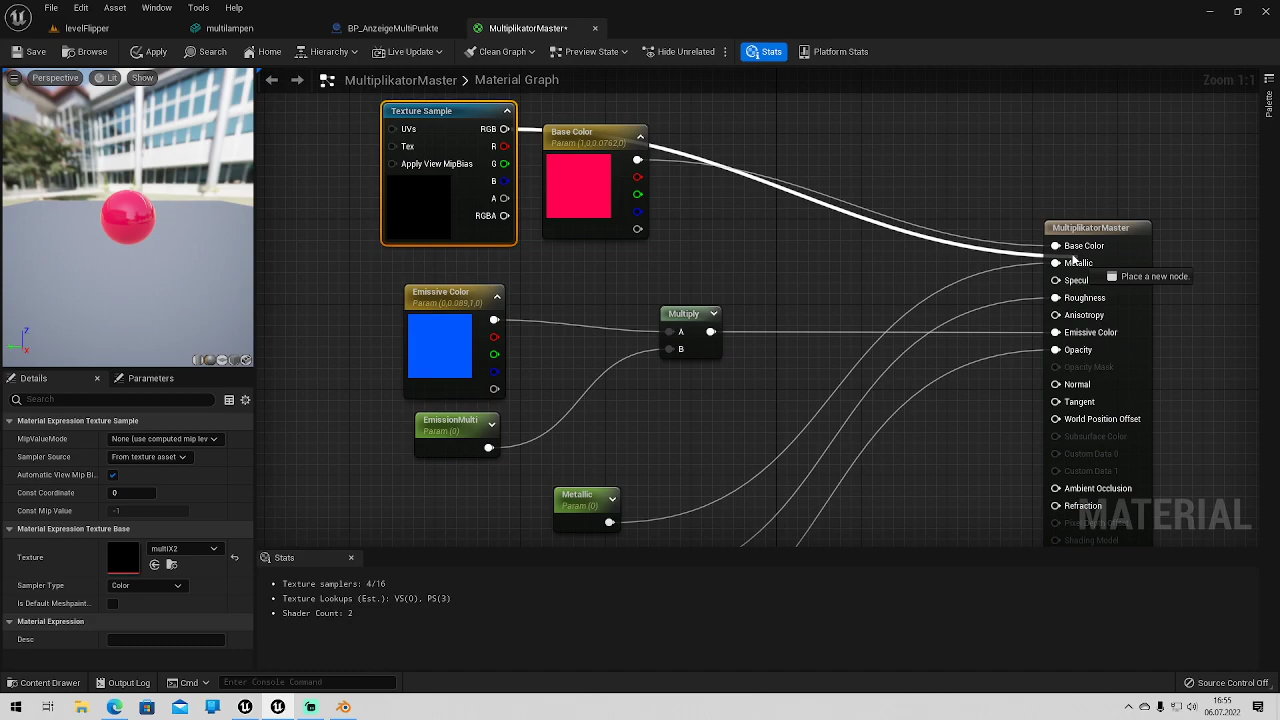 File Edit Asset Window Tools Help
levelFlipper
multilampen
BP_AnzeigeMultiPunkte
MultiplikatorMaster*
Save
Browse
Apply
Search
Home
Hierarchy
Live Update
Clean Graph
Preview State
Hide Unrelated
Stats
Platform Stats
Perspective
Lit
Show
MultiplikatorMaster > Material Graph
Zoom 1:1
Palette
Texture Sample
UVs
RGB
Tex
R
Apply View MipBias
G
B
A
RGBA
Base Color
Param (1,0,0.0762,0)
Emissive Color
Param (0,0.089,1,0)
EmissionMulti
Param (0)
Multiply
A
B
Metallic
Param (0)
MultiplikatorMaster
Base Color
Metallic
Specul
Place a new node.
Roughness
Anisotropy
Emissive Color
Opacity
Opacity Mask
Normal
Tangent
World Position Offset
Subsurface Color
Custom Data 0
Custom Data 1
Ambient Occlusion
Refraction
Pixel Depth Offset
Shading Model
MATERIAL
Z
X
Details
Parameters
Search
Material Expression Texture Sample
MipValueMode
None (use computed mip lev
Sampler Source
From texture asset
Automatic View Mip Bi...
Const Coordinate
0
Const Mip Value
-1
Material Expression Texture Base
Texture
multiX2
Sampler Type
Color
Is Default Meshpaint...
Material Expression
Desc
Stats
Texture samplers: 4/16
Texture Lookups (Est.): VS(0), PS(3)
Shader Count: 2
Content Drawer
Output Log
Cmd
Enter Console Command
Source Control Off
16:55
06.07.2022